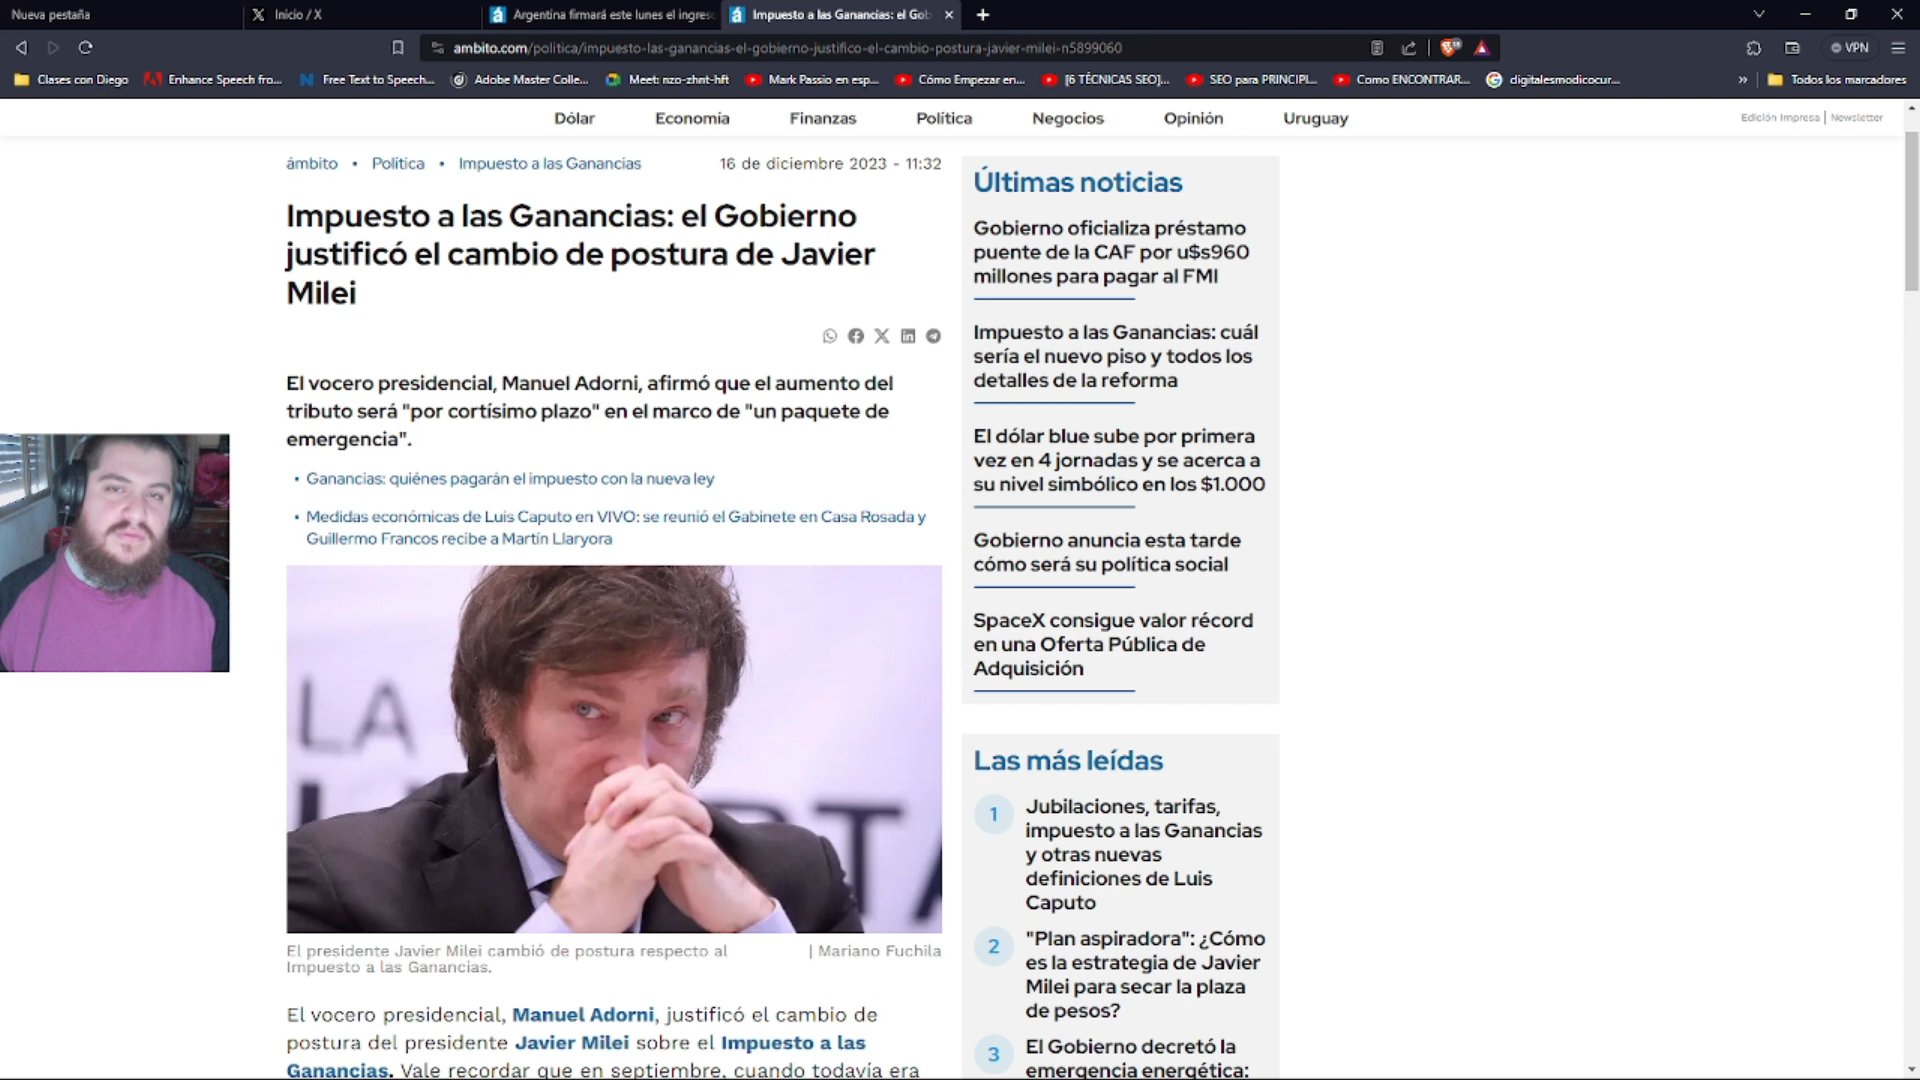 Nueva pestaña
Inicio / X
Argentina firmará este lunes el ingres
Impuesto a las Ganancias: el Gob
ambito.com/politica/impuesto-las-ganancias-el-gobierno-justifico-el-cambio-postura-javier-milei-n5899060
VPN
Clases con Diego
Enhance Speech fro...
Free Text to Speech...
Adobe Master Colle...
Meet: nzo-zhnt-hft
Mark Passio en esp...
Cómo Empezar en...
[6 TÉCNICAS SEO]...
SEO para PRINCIPI...
Como ENCONTRAR...
digitalesmodicocur...
Todos los marcadores
Dólar
Economía
Finanzas
Política
Negocios
Opinión
Uruguay
Edición Impresa | Newsletter
ámbito • Politica • Impuesto a las Ganancias
16 de diciembre 2023 - 11:32
Impuesto a las Ganancias: el Gobierno
justificó el cambio de postura de Javier
Milei
El vocero presidencial, Manuel Adorni, afirmó que el aumento del
tributo será "por cortísimo plazo" en el marco de "un paquete de
emergencia".
• Ganancias: quiénes pagarán el impuesto con la nueva ley
• Medidas económicas de Luis Caputo en VIVO: se reunió el Gabinete en Casa Rosada y
Guillermo Francos recibe a Martín Llaryora
LA
El presidente Javier Milei cambió de postura respecto al
Impuesto a las Ganancias.
| Mariano Fuchila
El vocero presidencial, Manuel Adorni, justificó el cambio de
postura del presidente Javier Milei sobre el Impuesto a las
Ganancias. Vale recordar que en septiembre, cuando todavía era
Últimas noticias
Gobierno oficializa préstamo
puente de la CAF por u$s960
millones para pagar al FMI
Impuesto a las Ganancias: cuál
sería el nuevo piso y todos los
detalles de la reforma
El dólar blue sube por primera
vez en 4 jornadas y se acerca a
su nivel simbólico en los $1.000
Gobierno anuncia esta tarde
cómo será su política social
SpaceX consigue valor récord
en una Oferta Pública de
Adquisición
Las más leídas
1
Jubilaciones, tarifas,
impuesto a las Ganancias
y otras nuevas
definiciones de Luis
Caputo
2
"Plan aspiradora": ¿Cómo
es la estrategia de Javier
Milei para secar la plaza
de pesos?
3
El Gobierno decretó la
emergencia energética: